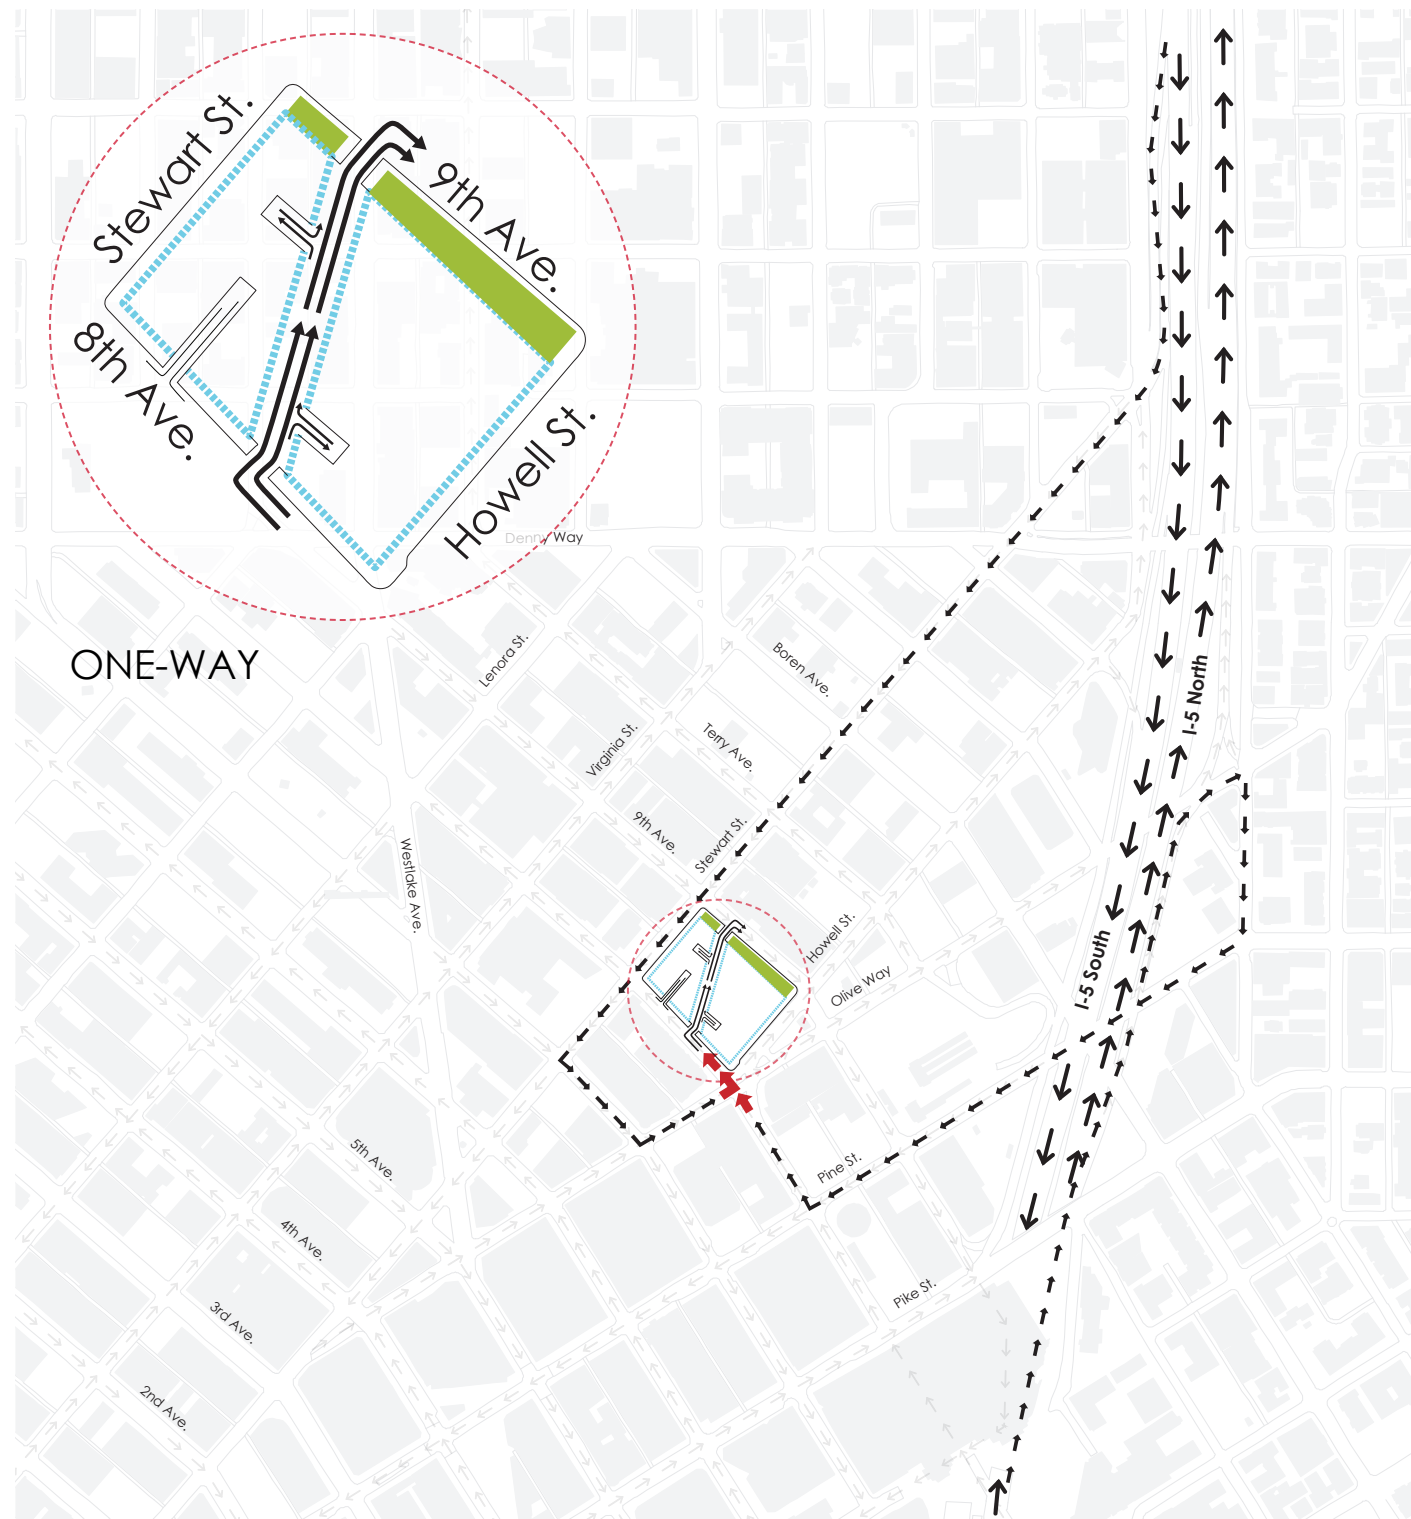 Stewart St.
9th Ave.
8th Ave.
Howell St.
Denny Way
ONE-WAY
Lenora St.
Boren Ave.
I-5 North
Virginia St.
Terry Ave.
9th Ave.
Stewart St.
Westlake Ave.
Howell St.
Olive Way
I-5 South
5th Ave.
Pine St.
4th Ave.
Pike St.
3rd Ave.
2nd Ave.